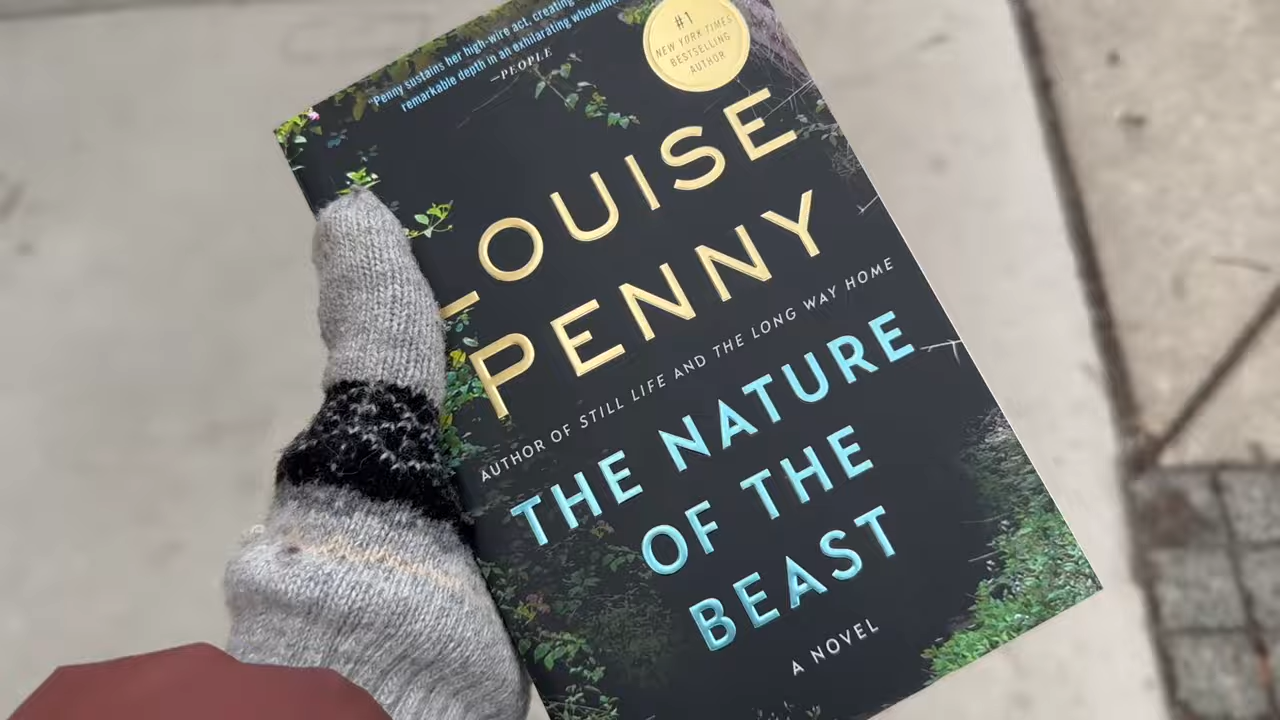 "Penny sustains her high-wire act, creating
remarkable depth in an exhilarating whodunit
—PEOPLE
#1
NEW YORK TIMES
BESTSELLING
AUTHOR
LOUISE
PENNY
AUTHOR OF STILL LIFE AND THE LONG WAY HOME
THE NATURE
OF THE
BEAST
A NOVEL